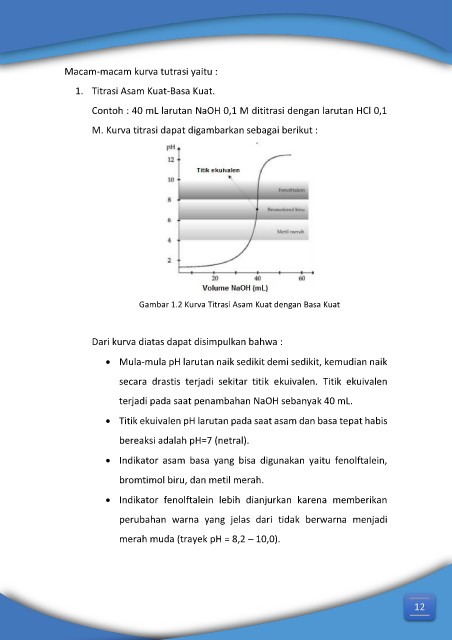 Macam-macam kurva tutrasi yaitu :
1. Titrasi Asam Kuat-Basa Kuat.
Contoh : 40 mL larutan NaOH 0,1 M dititrasi dengan larutan HCl 0,1
M. Kurva titrasi dapat digambarkan sebagai berikut :
pH
12
Titik ekuivalen
10
Fenolftalein
8
Bromotimol biru
6
Metil merah
4
2
20 40 60
Volume NaOH (mL)
Gambar 1.2 Kurva Titrasi Asam Kuat dengan Basa Kuat
Dari kurva diatas dapat disimpulkan bahwa :
• Mula-mula pH larutan naik sedikit demi sedikit, kemudian naik
secara drastis terjadi sekitar titik ekuivalen. Titik ekuivalen
terjadi pada saat penambahan NaOH sebanyak 40 mL.
• Titik ekuivalen pH larutan pada saat asam dan basa tepat habis
bereaksi adalah pH=7 (netral).
• Indikator asam basa yang bisa digunakan yaitu fenolftalein,
bromtimol biru, dan metil merah.
• Indikator fenolftalein lebih dianjurkan karena memberikan
perubahan warna yang jelas dari tidak berwarna menjadi
merah muda (trayek pH = 8,2 – 10,0).
12